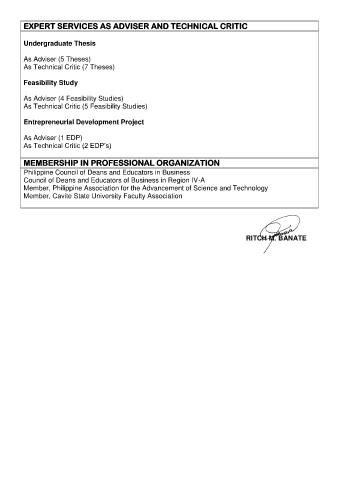 EXPERT SERVICES AS ADVISER AND TECHNICAL CRITIC
Undergraduate Thesis
As Adviser (5 Theses)
As Technical Critic (7 Theses)
Feasibility Study
As Adviser (4 Feasibility Studies)
As Technical Critic (5 Feasibility Studies)
Entrepreneurial Development Project
As Adviser (1 EDP)
As Technical Critic (2 EDP's)
MEMBERSHIP IN PROFESSIONAL ORGANIZATION
Philippine Council of Deans and Educators in Business
Council of Deans and Educators of Business in Region IV-A
Member, Philippine Association for the Advancement of Science and Technology
Member, Cavite State University Faculty Association
RITCH M. BANATE